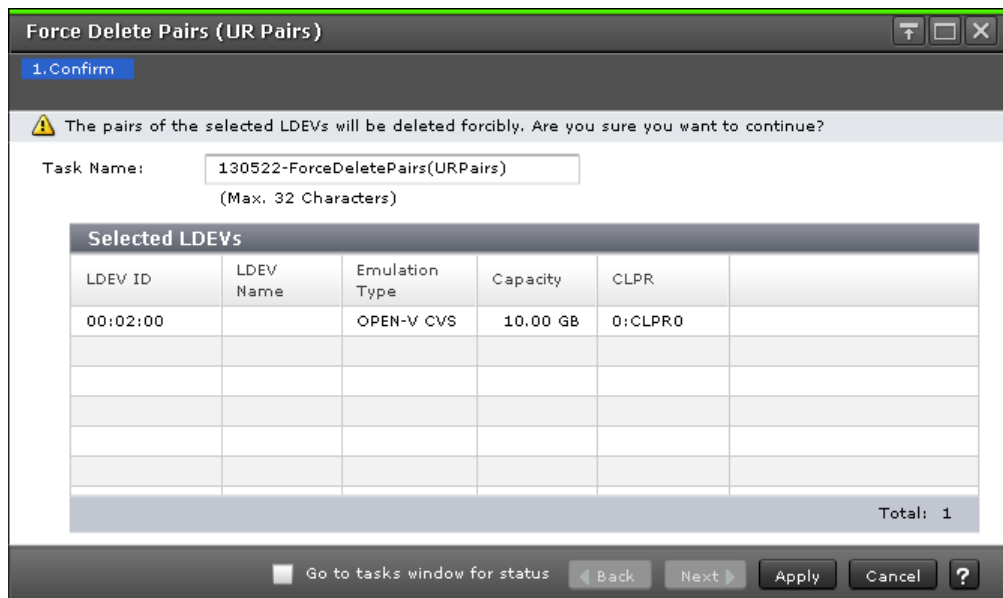 Force Delete Pairs (UR Pairs)
1.Confirm
The pairs of the selected LDEVs will be deleted forcibly. Are you sure you want to continue?
Task Name: 130522-ForceDeletePairs(URPairs)
(Max. 32 Characters)
Selected LDEVs
LDEV ID LDEV Name Emulation Type Capacity CLPR
00:02:00 OPEN-V CVS 10.00 GB 0:CLPR0
Total: 1
Go to tasks window for status Back Next Apply Cancel ?